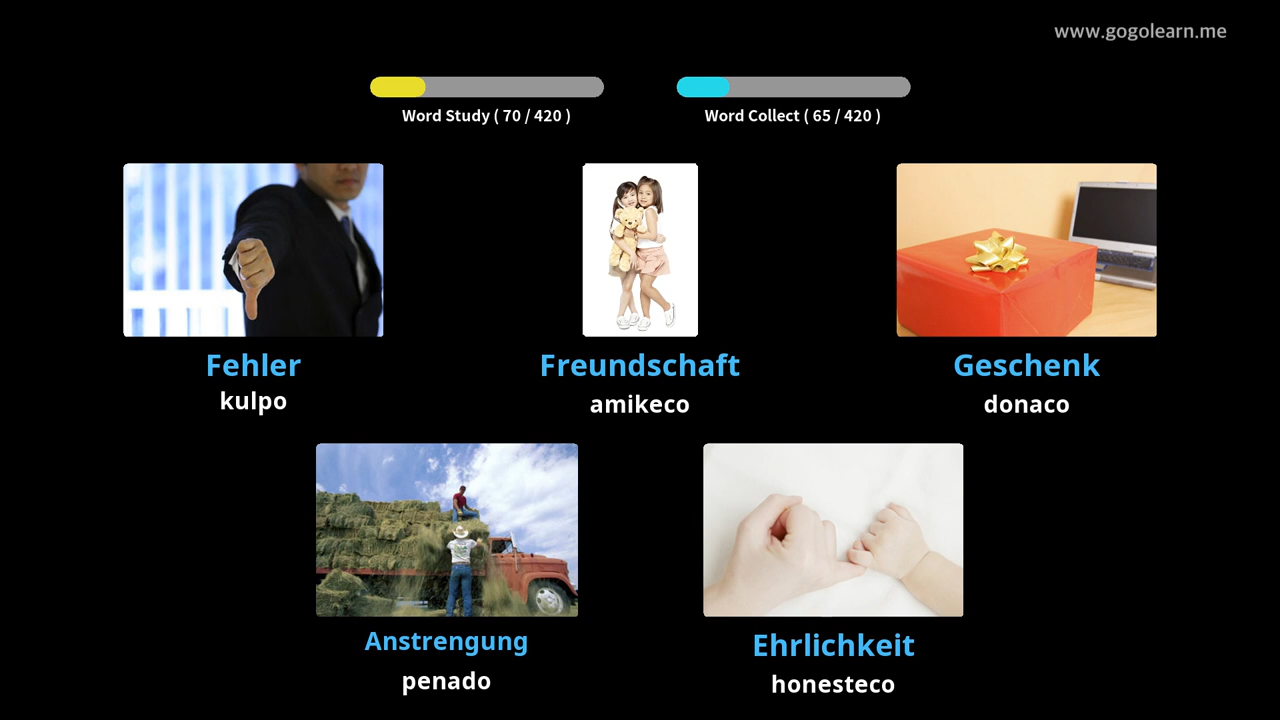 www.gogolearn.me
Word Study ( 70 / 420 )
Word Collect ( 65 / 420 )
Fehler
kulpo
Freundschaft
amikeco
Geschenk
donaco
Anstrengung
penado
Ehrlichkeit
honesteco